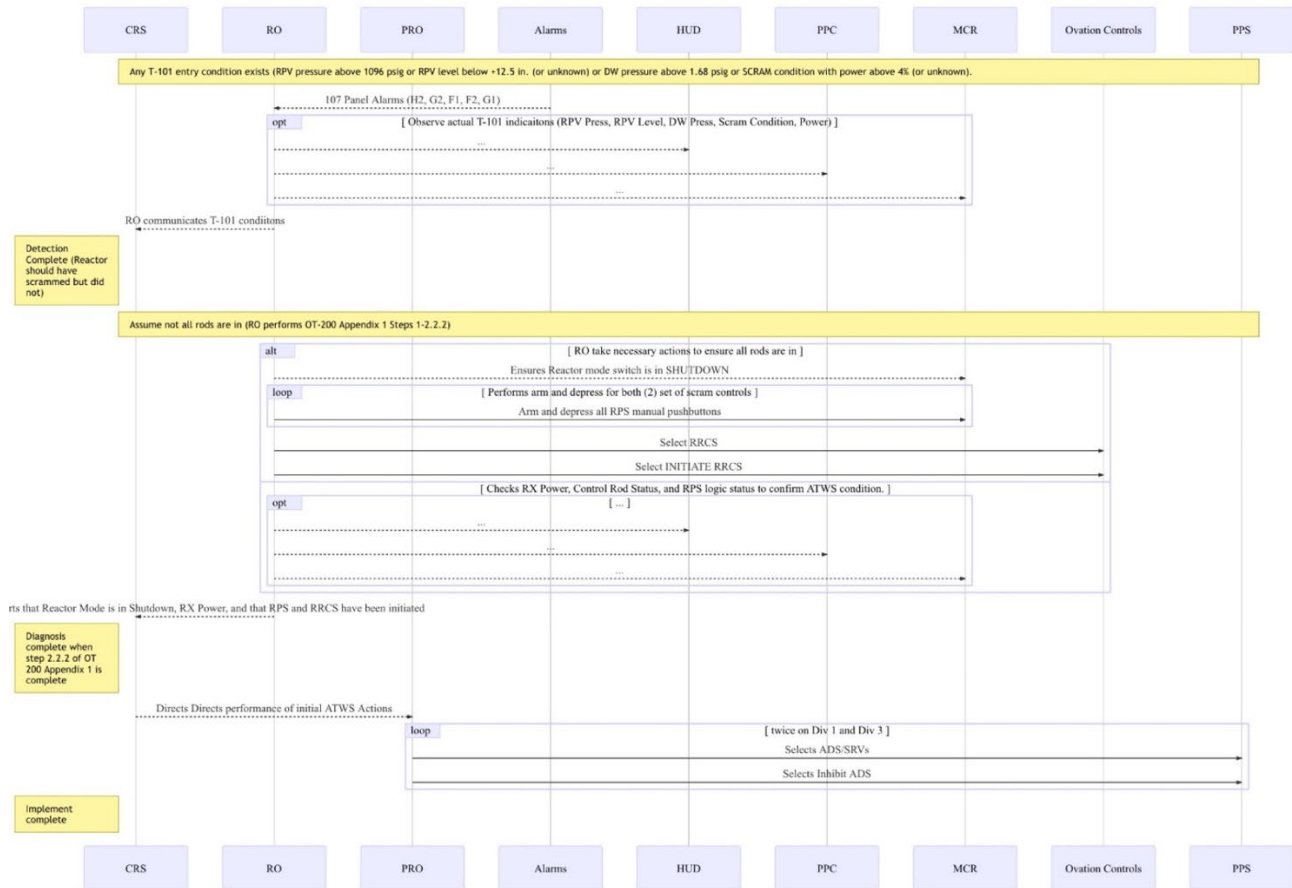 CRS RO PRO Alarms HUD PPC MCR Ovation Controls PPS
Any T-101 entry condition exists (RPV pressure above 1096 psig or RPV level below +12.5 in. (or unknown) or DW pressure above 1.68 psig or SCRAM condition with power above 4% (or unknown).
107 Panel Alarms (H2, G2, F1, F2, G1)
opt [ Observe actual T-101 indicaitons (RPV Press, RPV Level, DW Press, Scram Condition, Power) ]
...
...
...
RO communicates T-101 condiitons
Detection
Complete (Reactor
should have
scrammed but did
not)
Assume not all rods are in (RO performs OT-200 Appendix 1 Steps 1-2.2.2)
alt [ RO take necessary actions to ensure all rods are in ]
Ensures Reactor mode switch is in SHUTDOWN
loop [ Performs arm and depress for both (2) set of scram controls ]
Arm and depress all RPS manual pushbuttons
Select RRCS
Select INITIATE RRCS
[ Checks RX Power, Control Rod Status, and RPS logic status to confirm ATWS condition. ]
opt [ ... ]
...
...
...
rts that Reactor Mode is in Shutdown, RX Power, and that RPS and RRCS have been initiated
Diagnosis
complete when
step 2.2.2 of OT
200 Appendix 1 is
complete
Directs Directs performance of initial ATWS Actions
loop [ twice on Div 1 and Div 3 ]
Selects ADS/SRVs
Selects Inhibit ADS
Implement
complete
CRS RO PRO Alarms HUD PPC MCR Ovation Controls PPS